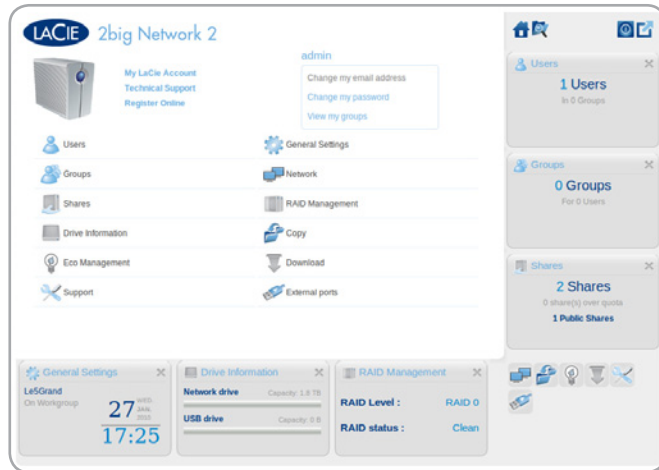 LACIE 2big Network 2
My LaCie Account
Technical Support
Register Online
admin
Change my email address
Change my password
View my groups
Users
General Settings
Groups
Network
Shares
RAID Management
Drive Information
Copy
Eco Management
Download
Support
External ports
Users
1 Users
In 0 Groups
Groups
0 Groups
For 0 Users
Shares
2 Shares
0 share(s) over quota
1 Public Shares
General Settings
Le5Grand
On Workgroup
27
WED.
JAN.
2010
17:25
Drive Information
Network drive Capacity: 1.8 TB
USB drive Capacity: 0 B
RAID Management
RAID Level : RAID 0
RAID status : Clean